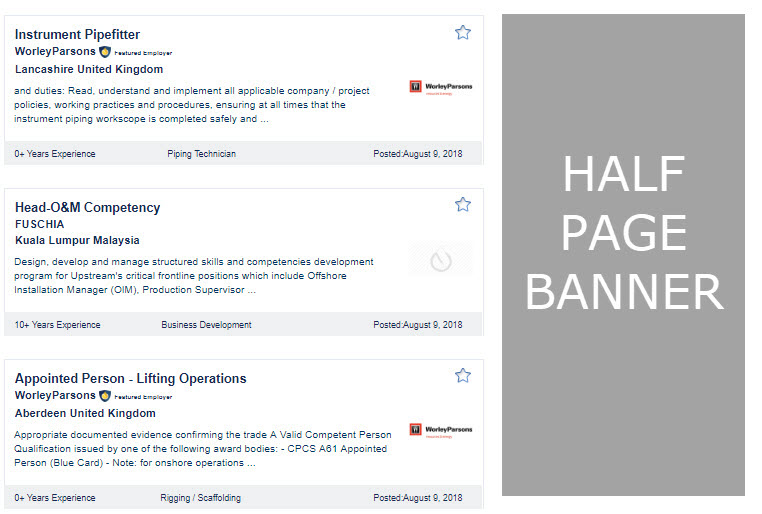 Instrument Pipefitter
WorleyParsons Featured Employer
Lancashire United Kingdom
and duties: Read, understand and implement all applicable company / project
policies, working practices and procedures, ensuring at all times that the
instrument piping workscope is completed safely and ...
WorleyParsons
resources & energy
0+ Years Experience Piping Technician Posted:August 9, 2018
Head-O&M Competency
FUSCHIA
Kuala Lumpur Malaysia
Design, develop and manage structured skills and competencies development
program for Upstream's critical frontline positions which include Offshore
Installation Manager (OIM), Production Supervisor ...
10+ Years Experience Business Development Posted:August 9, 2018
Appointed Person - Lifting Operations
WorleyParsons Featured Employer
Aberdeen United Kingdom
Appropriate documented evidence confirming the trade A Valid Competent Person
Qualification issued by one of the following award bodies: - CPCS A61 Appointed
Person (Blue Card) - Note: for onshore operations ...
WorleyParsons
resources & energy
0+ Years Experience Rigging / Scaffolding Posted:August 9, 2018
HALF
PAGE
BANNER